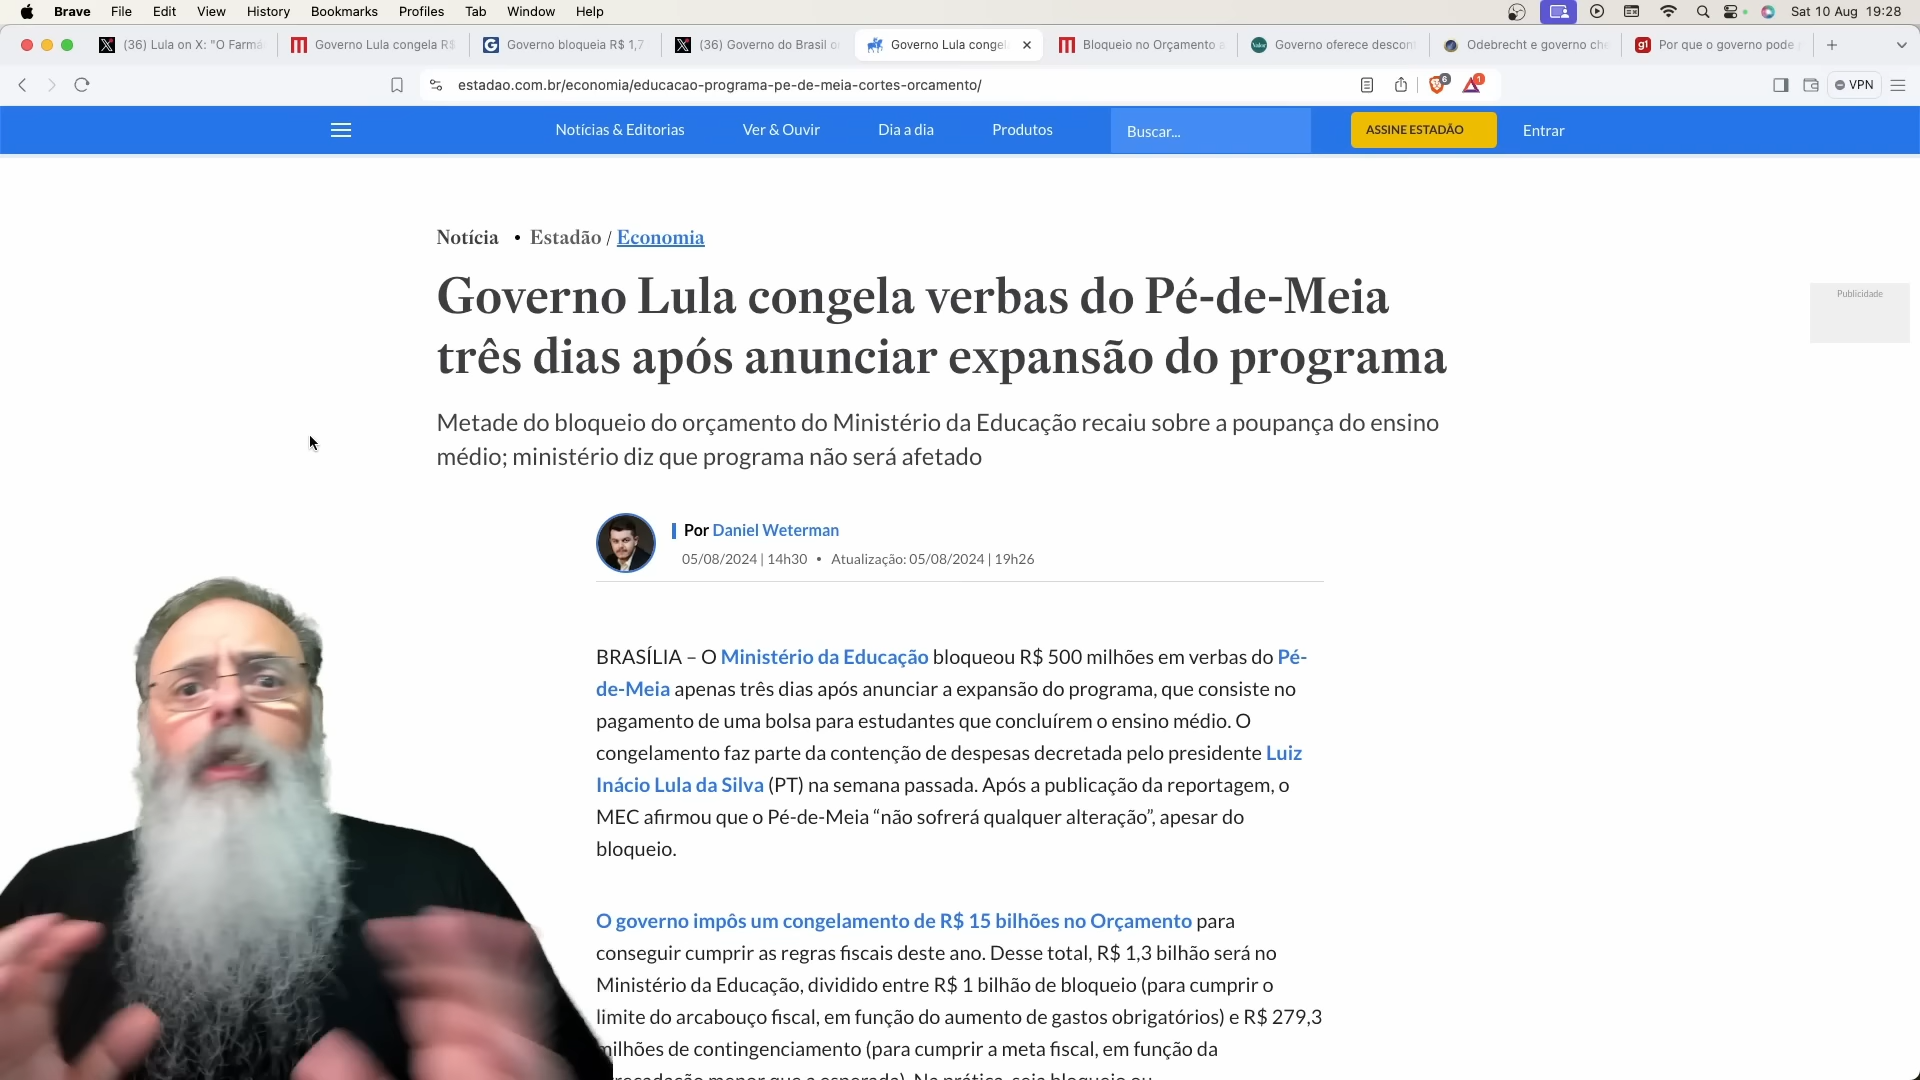 Brave File Edit View History Bookmarks Profiles Tab Window Help Sat 10 Aug 19:28
(36) Lula on X: "O Farmá Governo Lula congela R$ Governo bloqueia R$ 1,7 (36) Governo do Brasil o Governo Lula congel Bloqueio no Orçamento a Governo oferece descont Odebrecht e governo che Por que o governo pode
estadao.com.br/economia/educacao-programa-pe-de-meia-cortes-orcamento/ 6 1 VPN
Notícias & Editorias Ver & Ouvir Dia a dia Produtos Buscar... ASSINE ESTADÃO Entrar
Notícia • Estadão / Economia
Governo Lula congela verbas do Pé-de-Meia
três dias após anunciar expansão do programa
Publicidade
Metade do bloqueio do orçamento do Ministério da Educação recaiu sobre a poupança do ensino
médio; ministério diz que programa não será afetado
Por Daniel Weterman
05/08/2024 | 14h30 • Atualização: 05/08/2024 | 19h26
BRASÍLIA – O Ministério da Educação bloqueou R$ 500 milhões em verbas do Pé-
de-Meia apenas três dias após anunciar a expansão do programa, que consiste no
pagamento de uma bolsa para estudantes que concluírem o ensino médio. O
congelamento faz parte da contenção de despesas decretada pelo presidente Luiz
Inácio Lula da Silva (PT) na semana passada. Após a publicação da reportagem, o
MEC afirmou que o Pé-de-Meia “não sofrerá qualquer alteração”, apesar do
bloqueio.
O governo impôs um congelamento de R$ 15 bilhões no Orçamento para
conseguir cumprir as regras fiscais deste ano. Desse total, R$ 1,3 bilhão será no
Ministério da Educação, dividido entre R$ 1 bilhão de bloqueio (para cumprir o
limite do arcabouço fiscal, em função do aumento de gastos obrigatórios) e R$ 279,3
milhões de contingenciamento (para cumprir a meta fiscal, em função da